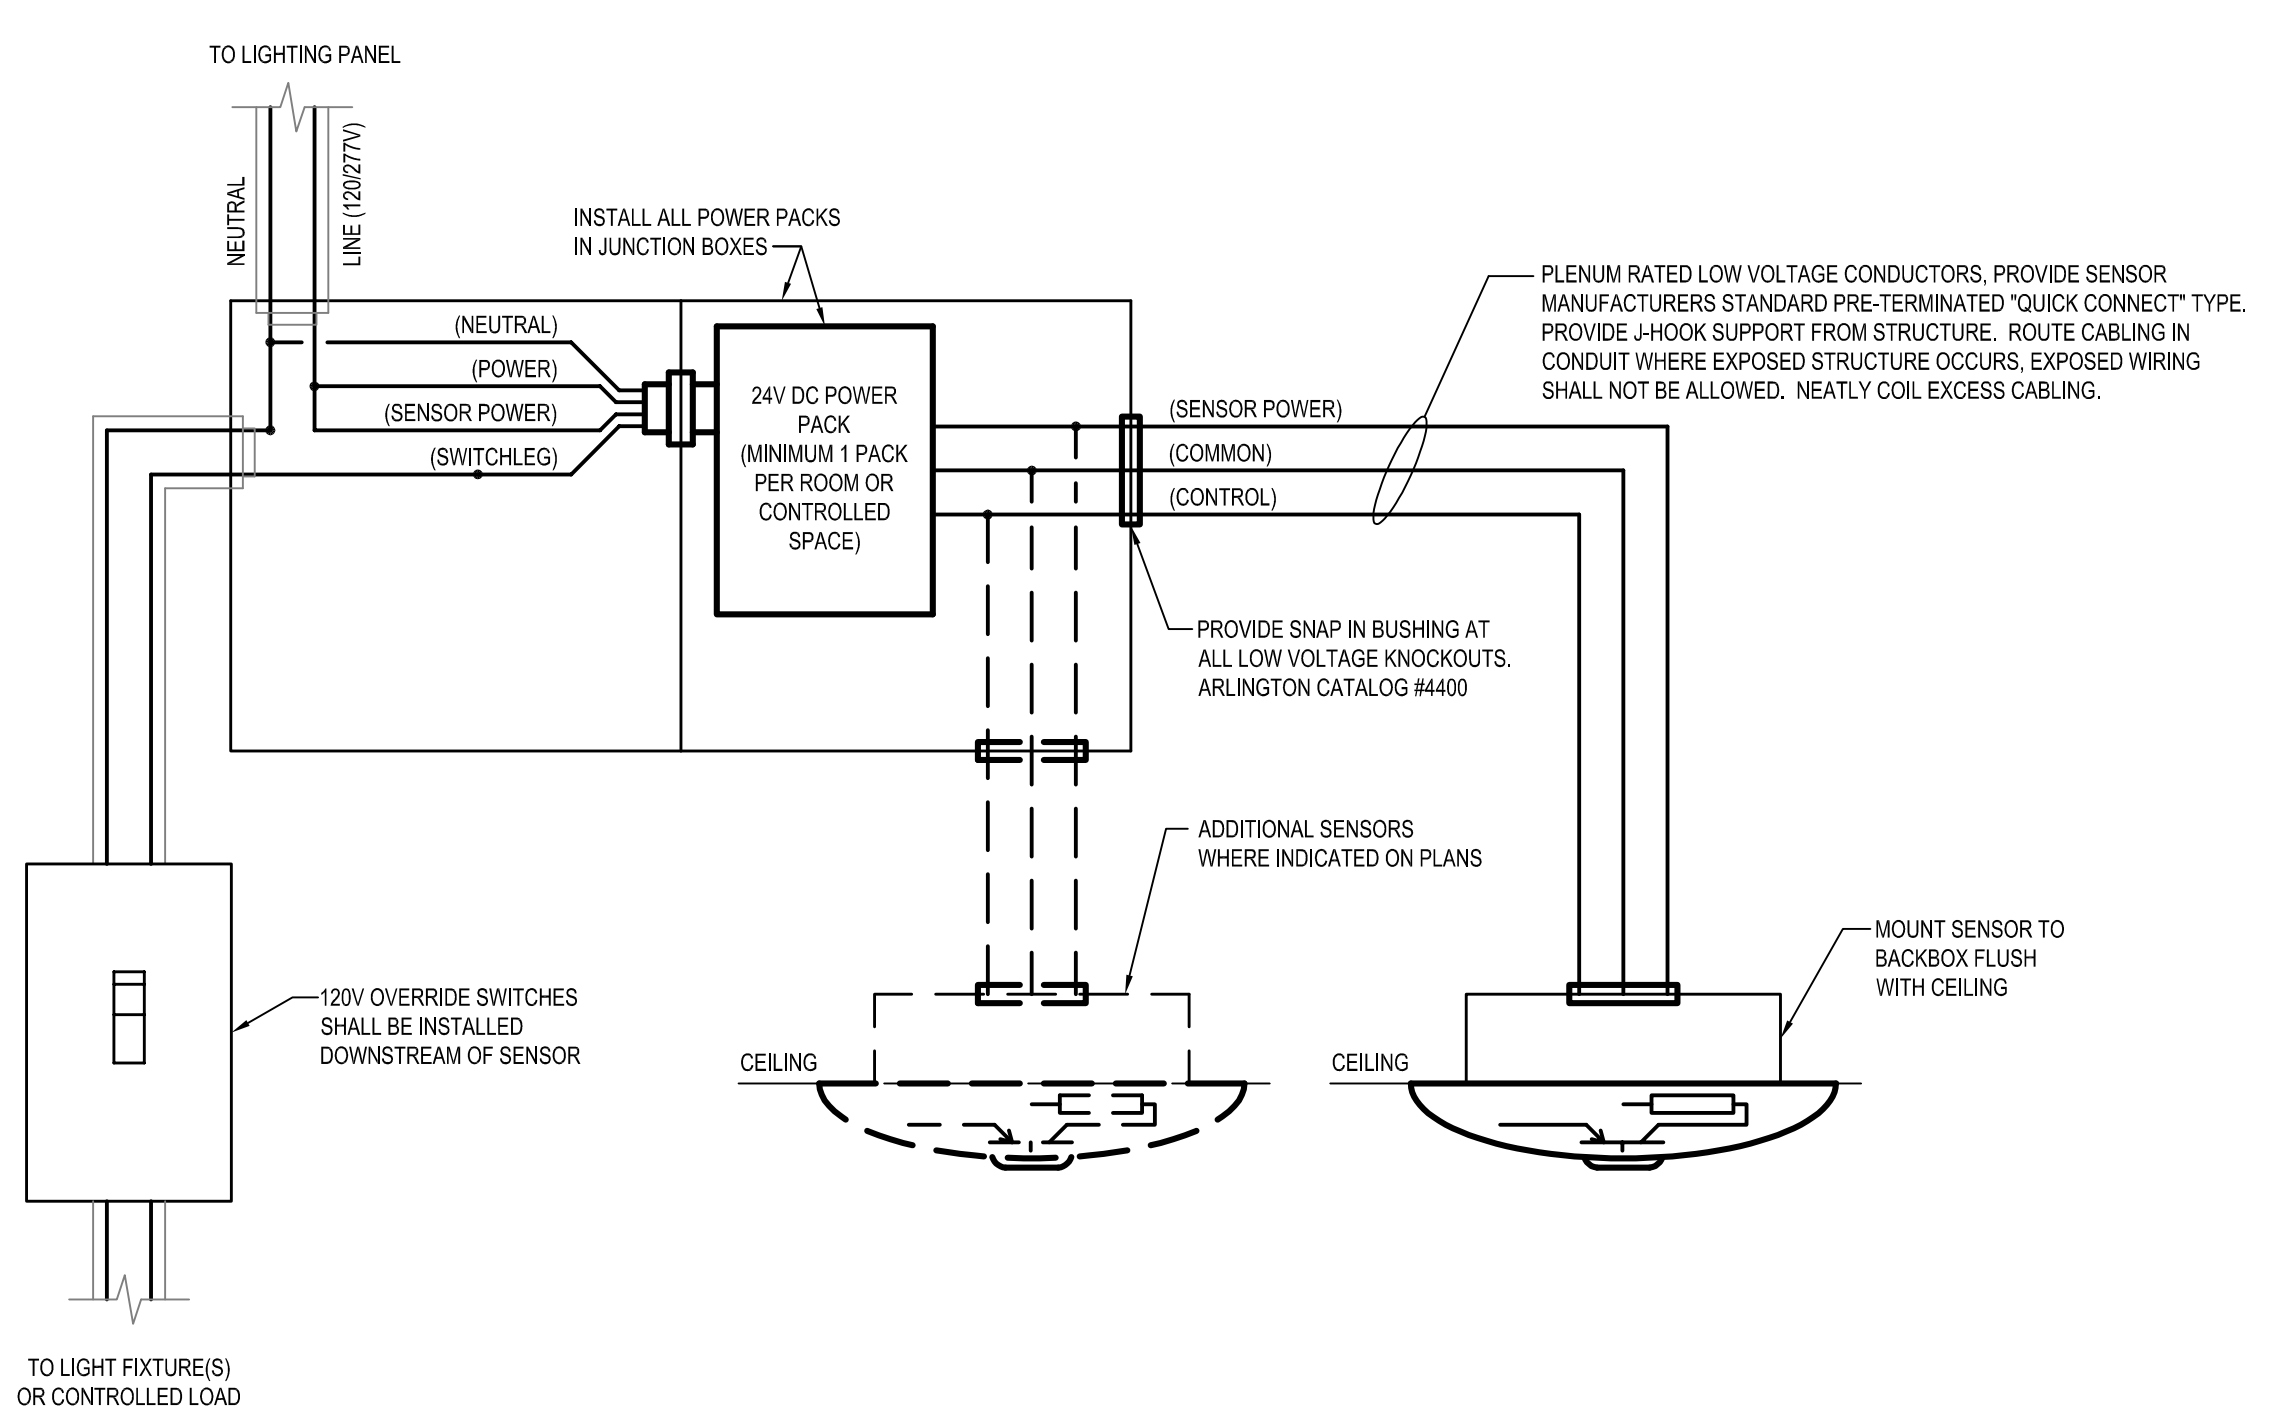 TO LIGHTING PANEL
NEUTRAL
LINE (120/277V)
INSTALL ALL POWER PACKS
IN JUNCTION BOXES
PLENUM RATED LOW VOLTAGE CONDUCTORS, PROVIDE SENSOR
MANUFACTURERS STANDARD PRE-TERMINATED "QUICK CONNECT" TYPE.
PROVIDE J-HOOK SUPPORT FROM STRUCTURE.  ROUTE CABLING IN
CONDUIT WHERE EXPOSED STRUCTURE OCCURS, EXPOSED WIRING
SHALL NOT BE ALLOWED.  NEATLY COIL EXCESS CABLING.
(NEUTRAL)
(POWER)
(SENSOR POWER)
(SWITCHLEG)
24V DC POWER
PACK
(MINIMUM 1 PACK
PER ROOM OR
CONTROLLED
SPACE)
(SENSOR POWER)
(COMMON)
(CONTROL)
PROVIDE SNAP IN BUSHING AT
ALL LOW VOLTAGE KNOCKOUTS.
ARLINGTON CATALOG #4400
ADDITIONAL SENSORS
WHERE INDICATED ON PLANS
MOUNT SENSOR TO
BACKBOX FLUSH
WITH CEILING
120V OVERRIDE SWITCHES
SHALL BE INSTALLED
DOWNSTREAM OF SENSOR
CEILING
CEILING
TO LIGHT FIXTURE(S)
OR CONTROLLED LOAD